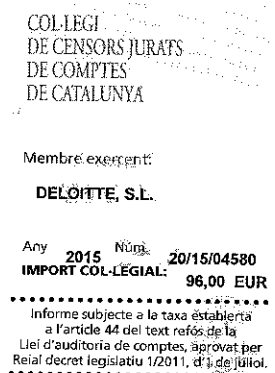 COL·LEGI
DE CENSORS JURATS
DE COMPTES
DE CATALUNYA
Membre exercent:
DELOITTE, S.L.
Any 2015 Núm. 20/15/04580
IMPORT COL·LEGIAL: 96,00 EUR
Informe subjecte a la taxa establerta
a l'article 44 del text refós de la
Llei d'auditoria de comptes, aprovat per
Reial decret legislatiu 1/2011, d'1 de juliol.